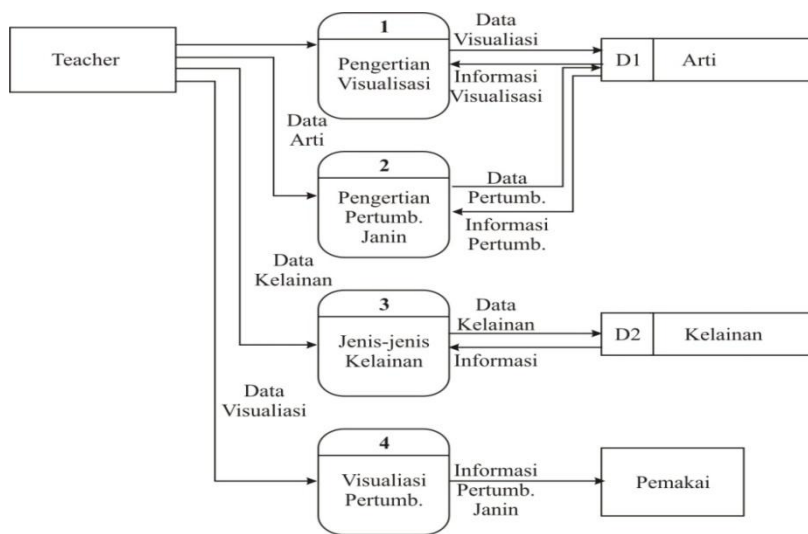 Teacher
1
Pengertian
Visualisasi
Data
Visualiasi
Informasi
Visualisasi
D1
Arti
Data
Arti
2
Pengertian
Pertumb.
Janin
Data
Pertumb.
Informasi
Pertumb.
Data
Kelainan
3
Jenis-jenis
Kelainan
Data
Kelainan
Informasi
D2
Kelainan
Data
Visualiasi
4
Visualiasi
Pertumb.
Informasi
Pertumb.
Janin
Pemakai